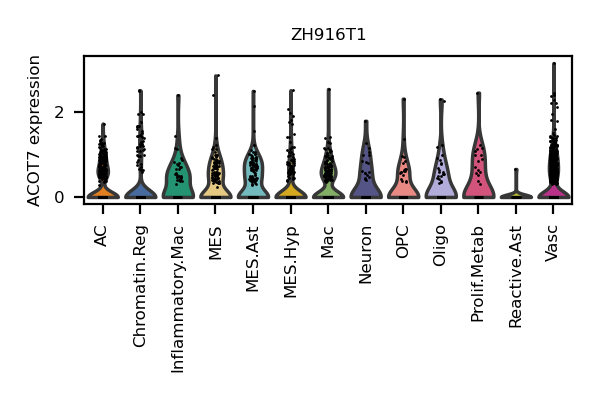 ZH916T1
ACOT7 expression
2
0
AC
Chromatin.Reg
Inflammatory.Mac
MES
MES.Ast
MES.Hyp
Mac
Neuron
OPC
Oligo
Prolif.Metab
Reactive.Ast
Vasc